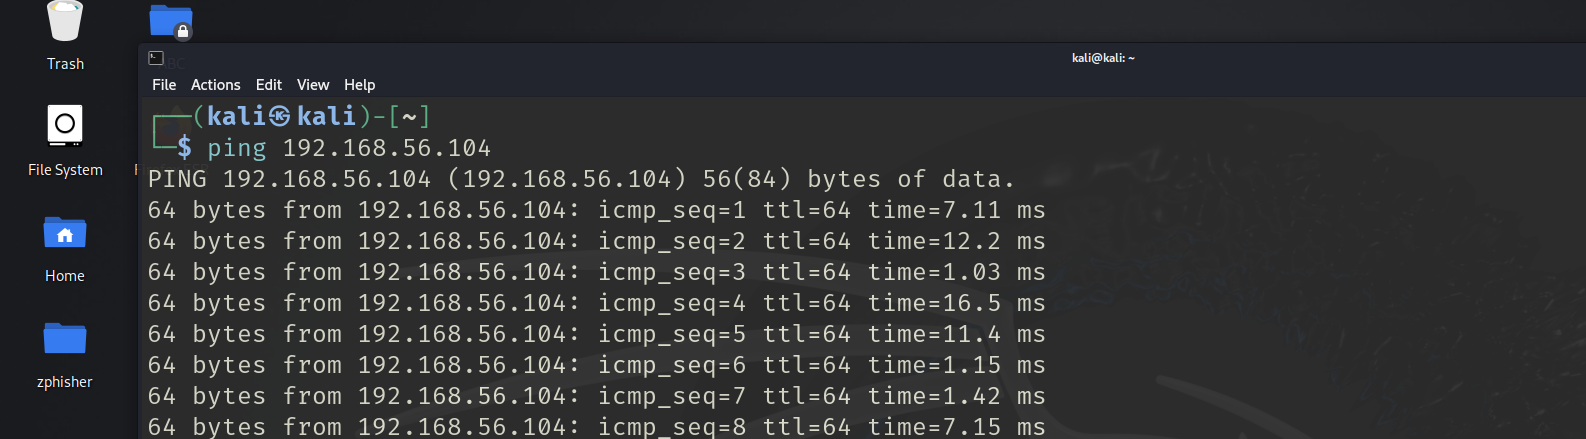 Trash
File System
Home
zphisher
kali@kali: ~
File Actions Edit View Help
(kali㉿kali)-[~]
$ ping 192.168.56.104
PING 192.168.56.104 (192.168.56.104) 56(84) bytes of data.
64 bytes from 192.168.56.104: icmp_seq=1 ttl=64 time=7.11 ms
64 bytes from 192.168.56.104: icmp_seq=2 ttl=64 time=12.2 ms
64 bytes from 192.168.56.104: icmp_seq=3 ttl=64 time=1.03 ms
64 bytes from 192.168.56.104: icmp_seq=4 ttl=64 time=16.5 ms
64 bytes from 192.168.56.104: icmp_seq=5 ttl=64 time=11.4 ms
64 bytes from 192.168.56.104: icmp_seq=6 ttl=64 time=1.15 ms
64 bytes from 192.168.56.104: icmp_seq=7 ttl=64 time=1.42 ms
64 bytes from 192.168.56.104: icmp_seq=8 ttl=64 time=7.15 ms